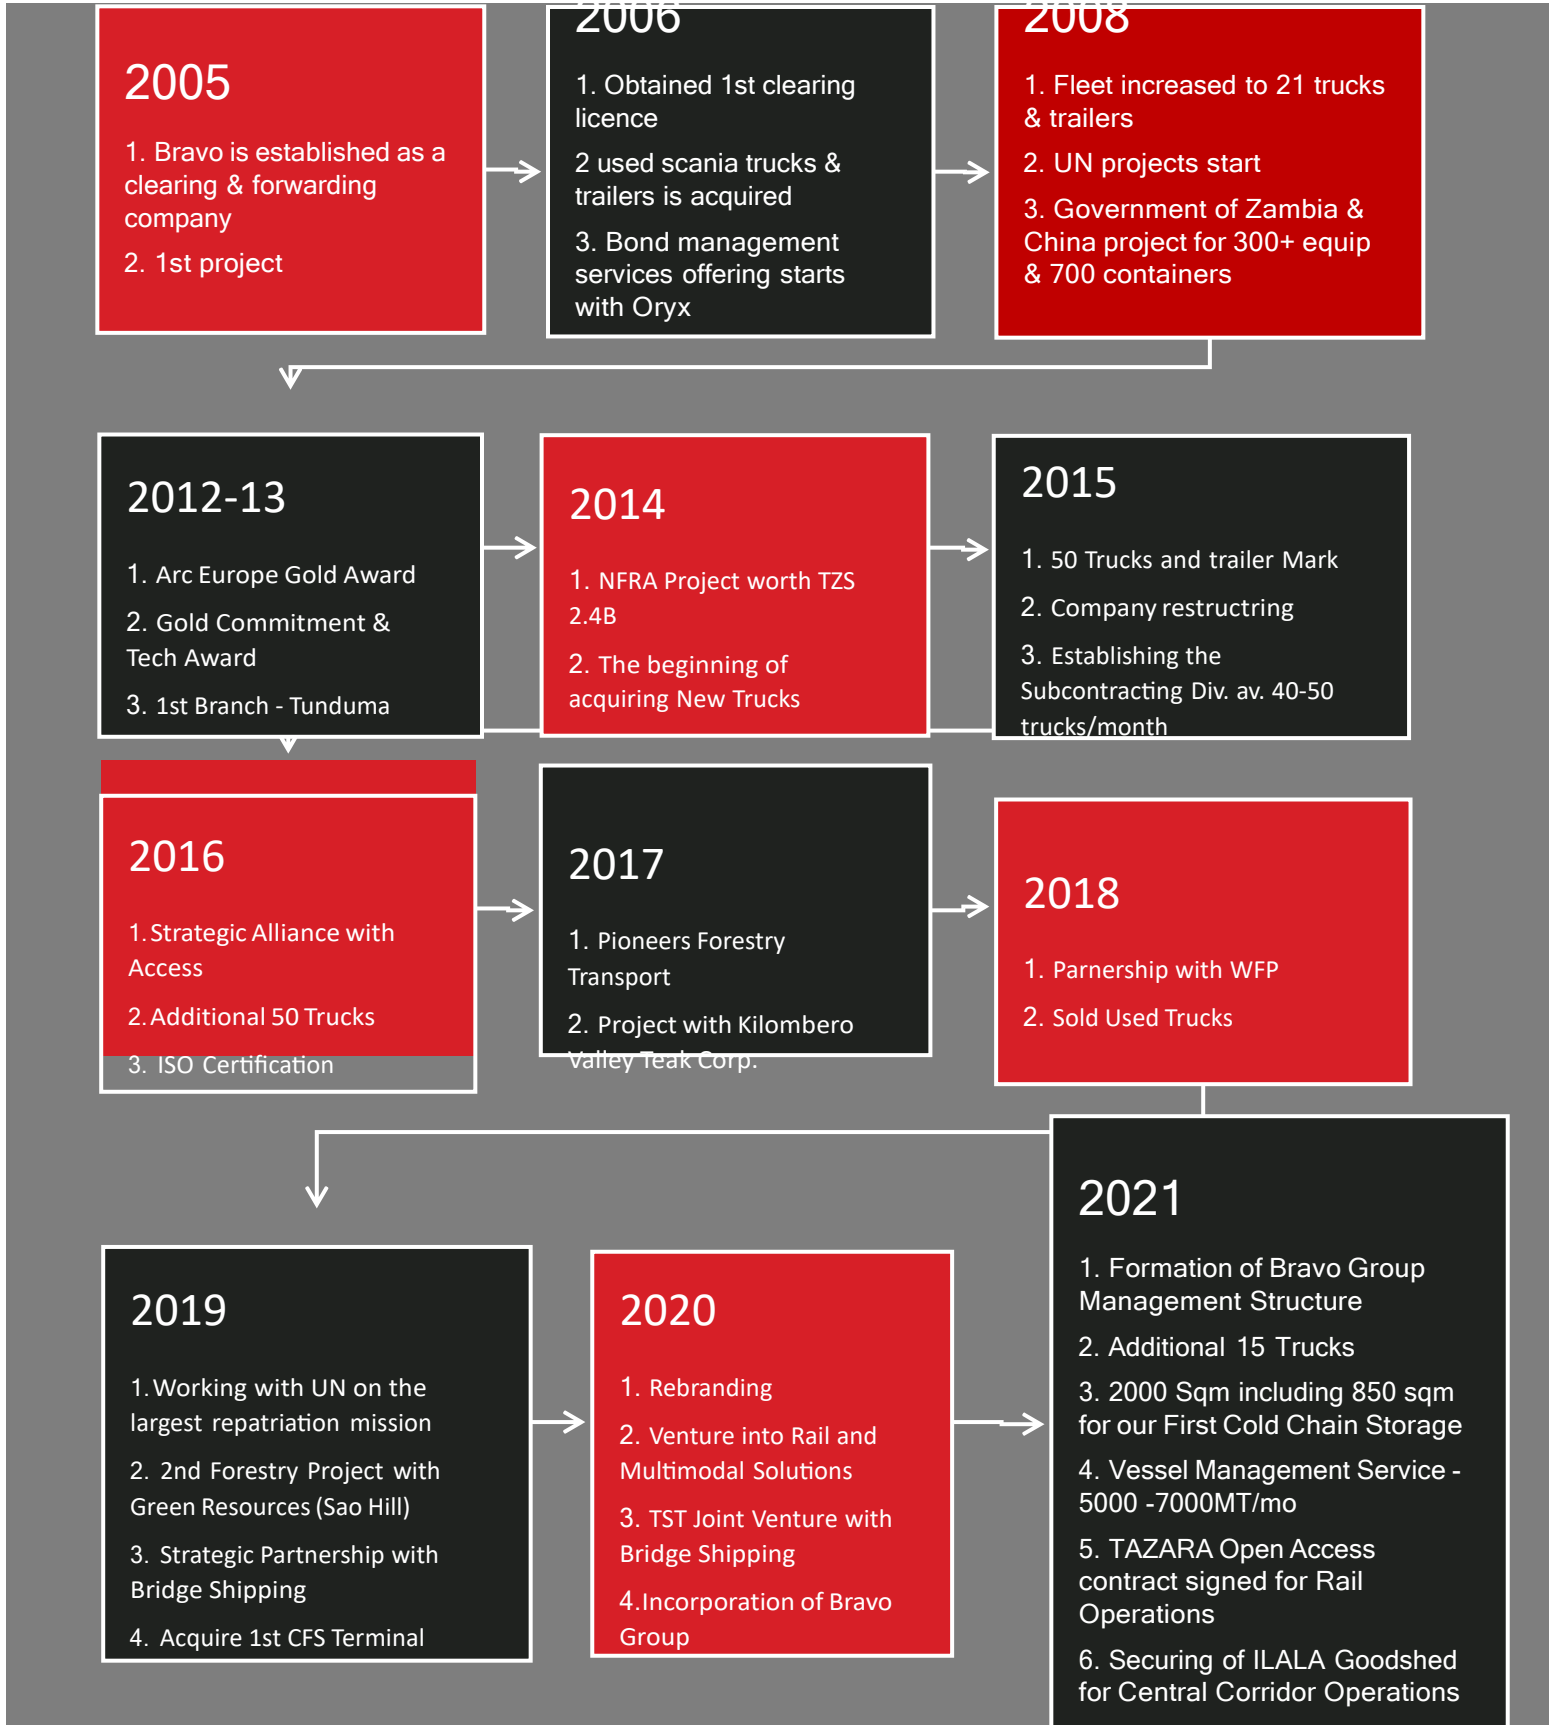 2005
1. Bravo is established as a
clearing & forwarding
company
2. 1st project
2006
1. Obtained 1st clearing
licence
2 used scania trucks &
trailers is acquired
3. Bond management
services offering starts
with Oryx
2008
1. Fleet increased to 21 trucks
& trailers
2. UN projects start
3. Government of Zambia &
China project for 300+ equip
& 700 containers
2012-13
1. Arc Europe Gold Award
2. Gold Commitment &
Tech Award
3. 1st Branch - Tunduma
2014
1. NFRA Project worth TZS
2.4B
2. The beginning of
acquiring New Trucks
2015
1. 50 Trucks and trailer Mark
2. Company restructring
3. Establishing the
Subcontracting Div. av. 40-50
trucks/month
2016
1. Strategic Alliance with
Access
2. Additional 50 Trucks
3. ISO Certification
2017
1. Pioneers Forestry
Transport
2. Project with Kilombero
Valley Teak Corp.
2018
1. Parnership with WFP
2. Sold Used Trucks
2019
1. Working with UN on the
largest repatriation mission
2. 2nd Forestry Project with
Green Resources (Sao Hill)
3. Strategic Partnership with
Bridge Shipping
4. Acquire 1st CFS Terminal
2020
1. Rebranding
2. Venture into Rail and
Multimodal Solutions
3. TST Joint Venture with
Bridge Shipping
4.Incorporation of Bravo
Group
2021
1. Formation of Bravo Group
Management Structure
2. Additional 15 Trucks
3. 2000 Sqm including 850 sqm
for our First Cold Chain Storage
4. Vessel Management Service -
5000 -7000MT/mo
5. TAZARA Open Access
contract signed for Rail
Operations
6. Securing of ILALA Goodshed
for Central Corridor Operations